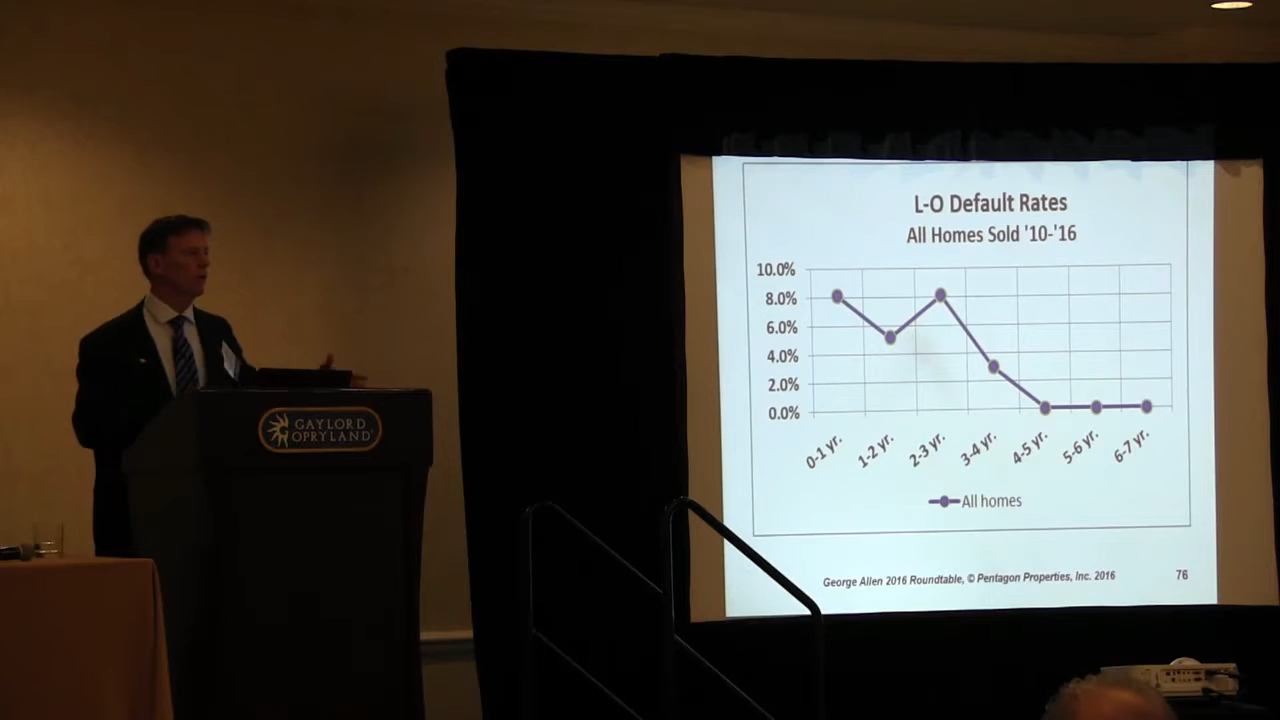 GAYLORD
OPRYLAND
L-O Default Rates
All Homes Sold '10-'16
10.0%
8.0%
6.0%
4.0%
2.0%
0.0%
0-1 yr.
1-2 yr.
2-3 yr.
3-4 yr.
4-5 yr.
5-6 yr.
6-7 yr.
All homes
George Allen 2016 Roundtable, © Pentagon Properties, Inc. 2016
76